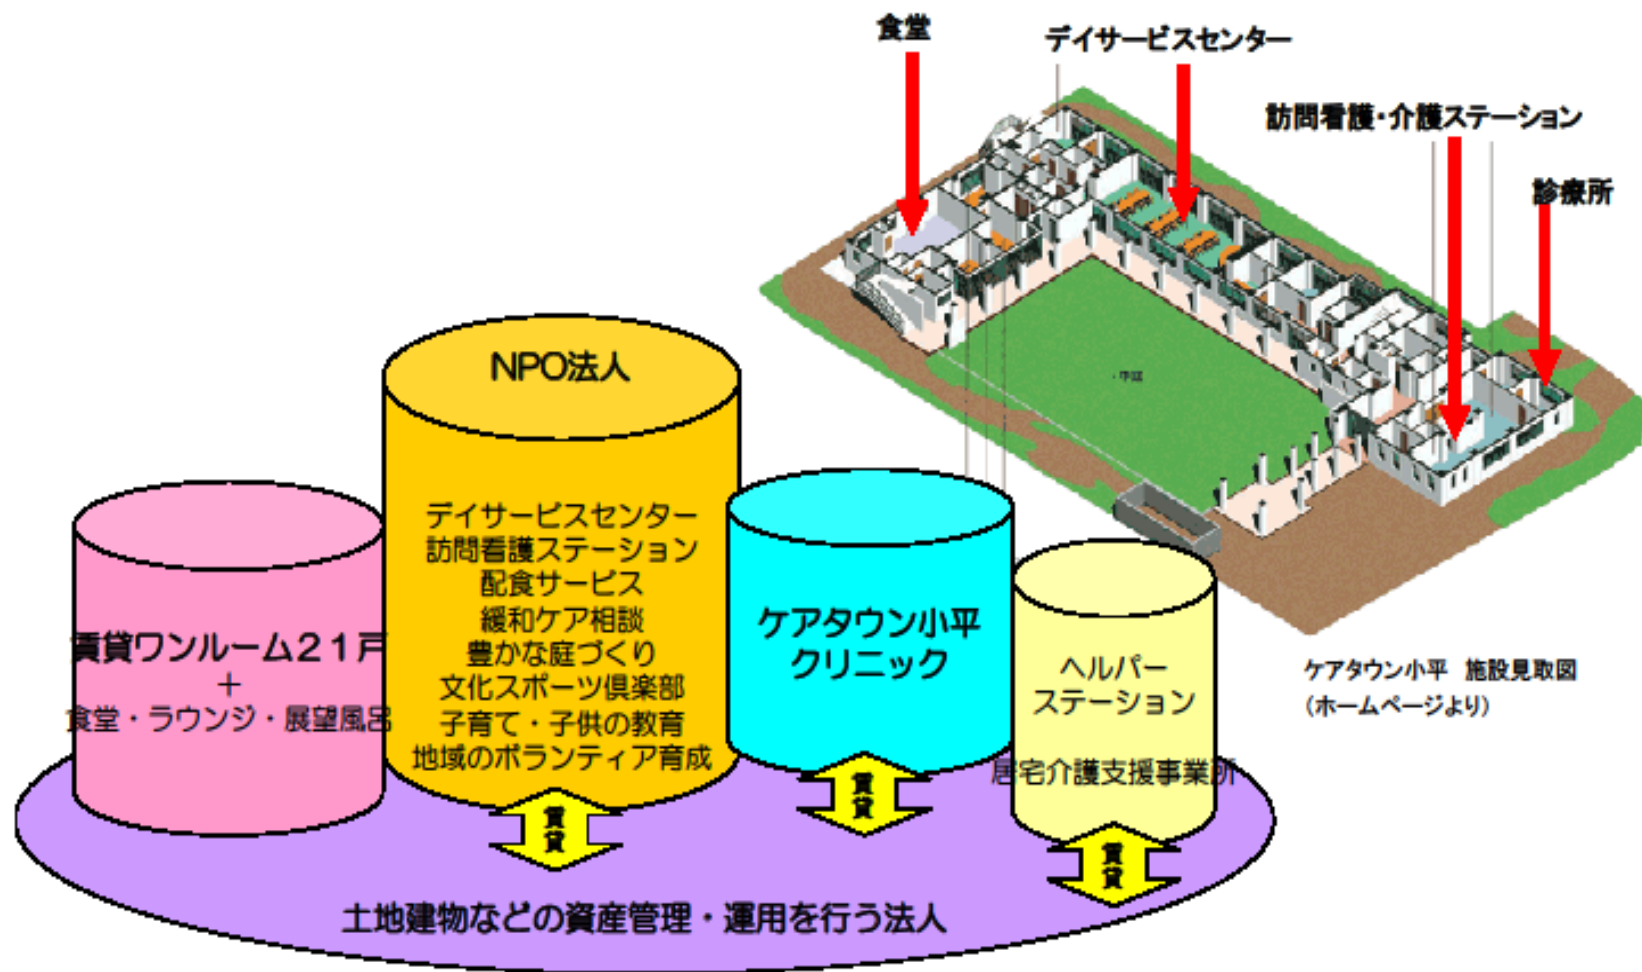 食堂
デイサービスセンター
訪問看護・介護ステーション
診療所
中庭
NPO法人
デイサービスセンター
訪問看護ステーション
配食サービス
緩和ケア相談
豊かな庭づくり
文化スポーツ倶楽部
子育て・子供の教育
地域のボランティア育成
賃貸ワンルーム21戸
+
食堂・ラウンジ・展望風呂
ケアタウン小平
クリニック
ヘルパー
ステーション
居宅介護支援事業所
ケアタウン小平 施設見取図
(ホームページより)
賃貸
賃貸
賃貸
土地建物などの資産管理・運用を行う法人